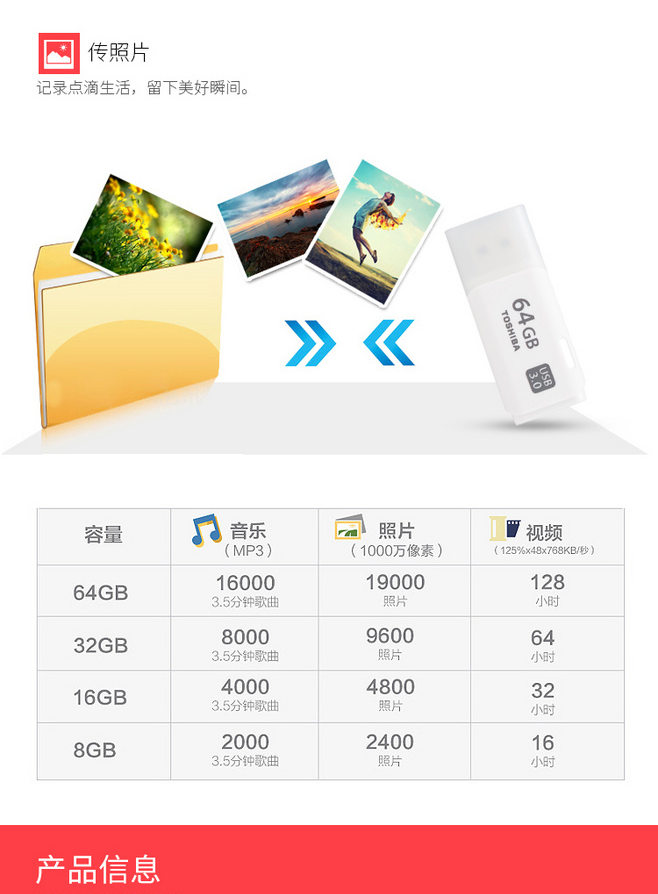 传照片
记录点滴生活，留下美好瞬间。
64GB
TOSHIBA
USB
3.0
容量
音乐
（MP3）
照片
（1000万像素）
视频
（125%x48x768KB/秒）
64GB
16000
3.5分钟歌曲
19000
照片
128
小时
32GB
8000
3.5分钟歌曲
9600
照片
64
小时
16GB
4000
3.5分钟歌曲
4800
照片
32
小时
8GB
2000
3.5分钟歌曲
2400
照片
16
小时
产品信息